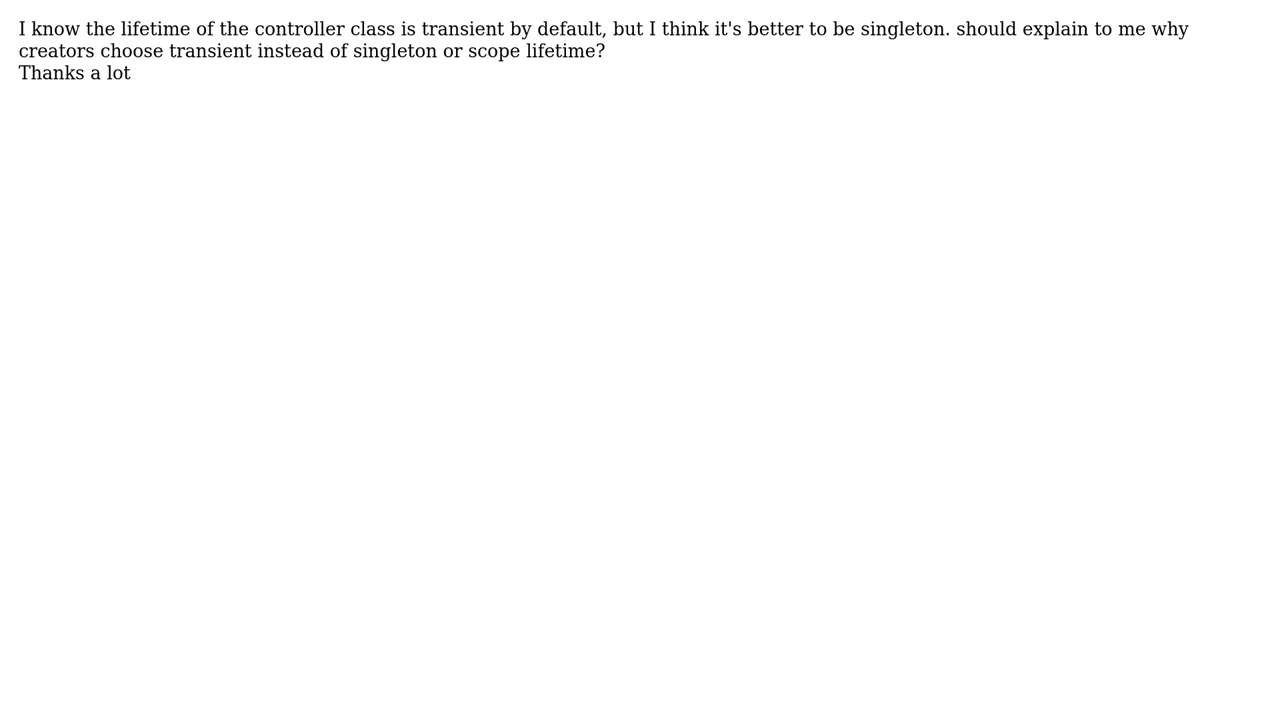 I know the lifetime of the controller class is transient by default, but I think it's better to be singleton. should explain to me why
creators choose transient instead of singleton or scope lifetime?
Thanks a lot